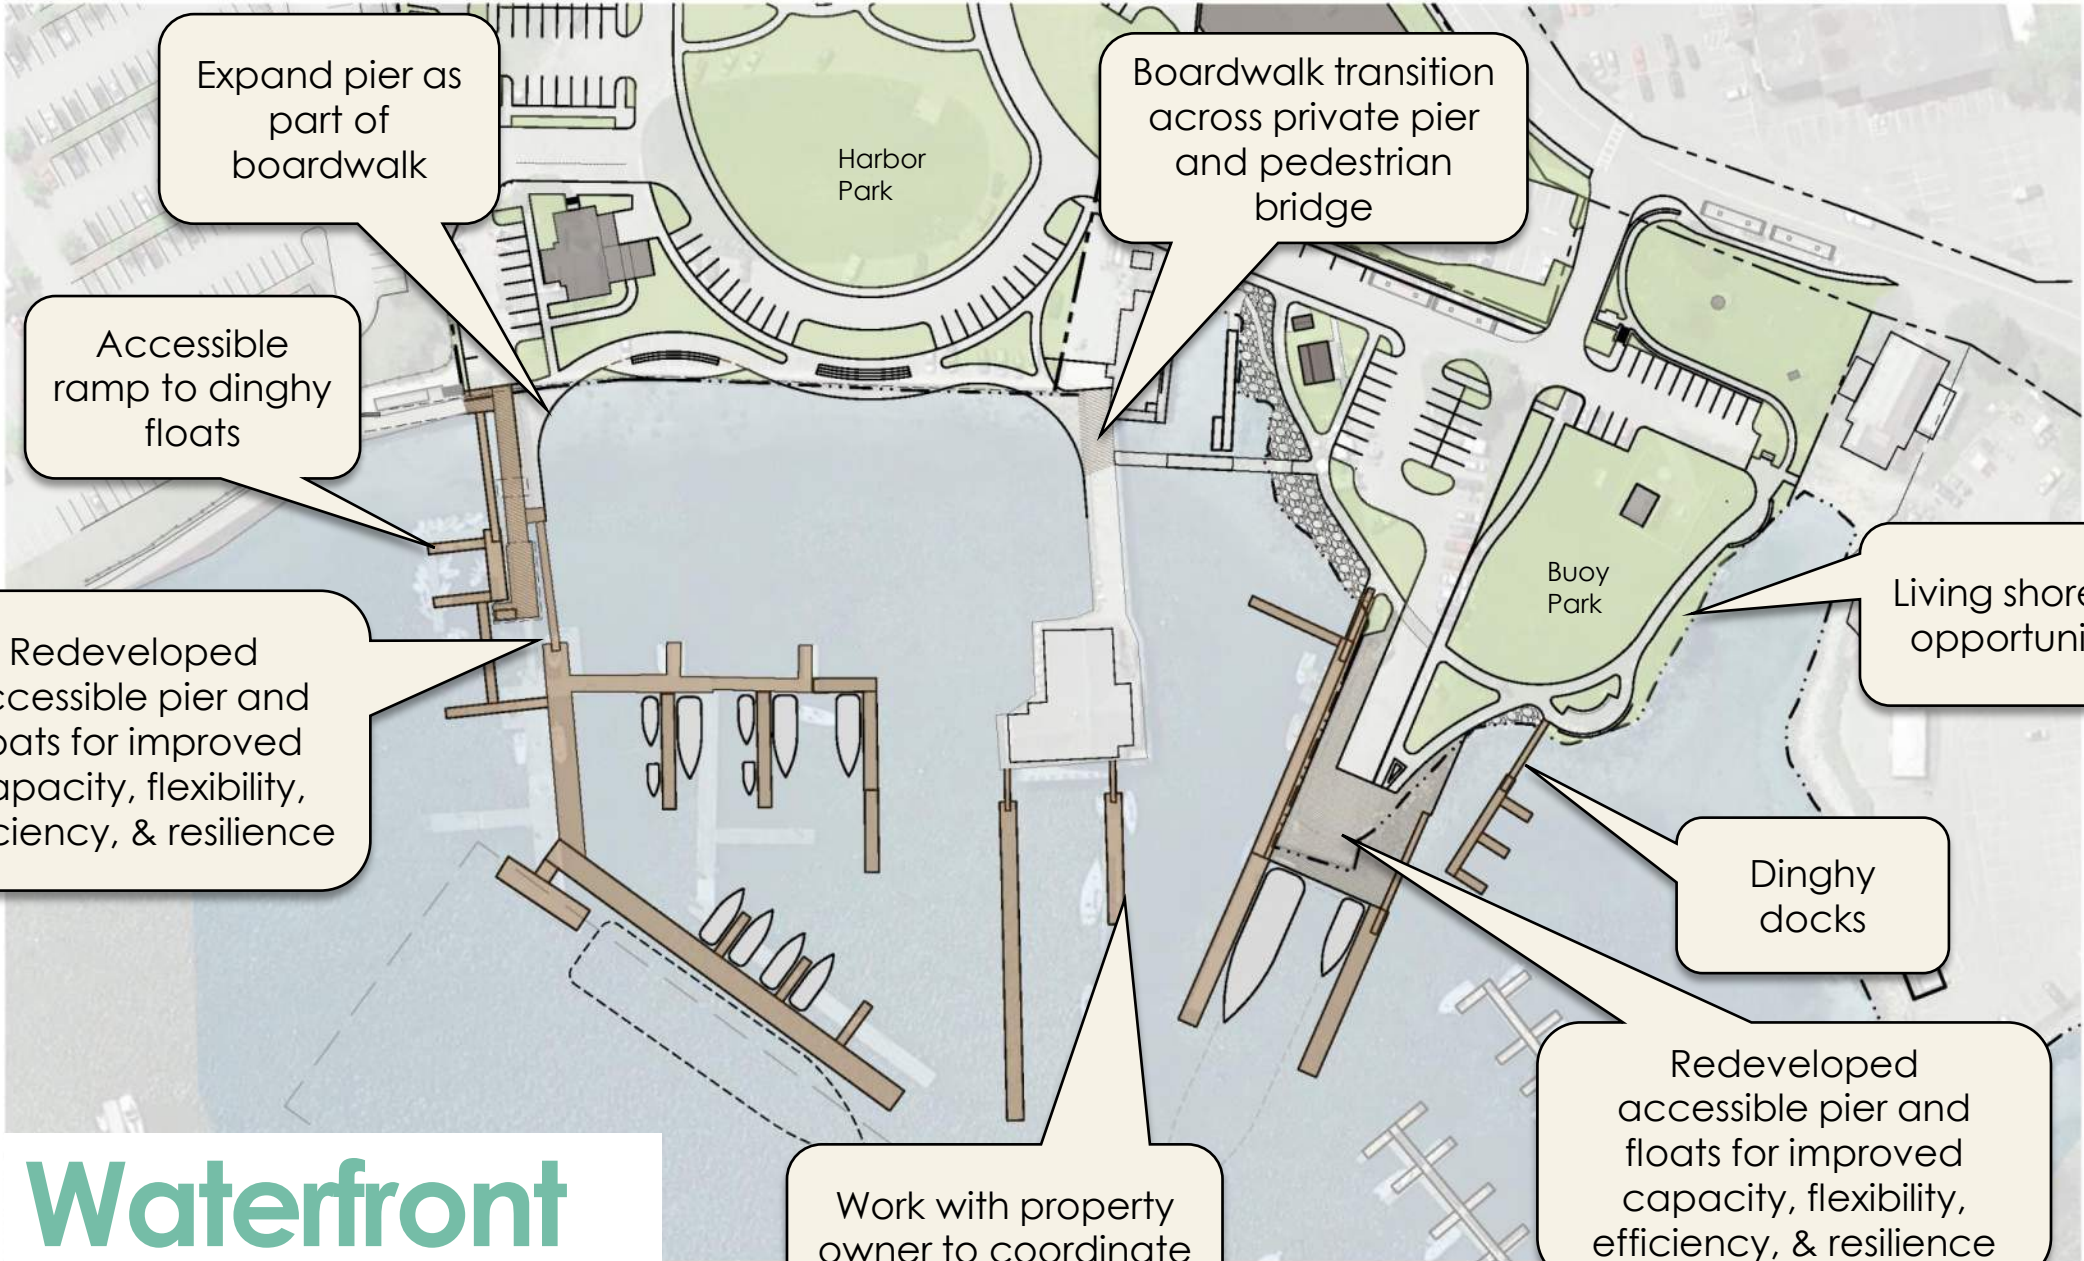 Expand pier as
part of
boardwalk
Boardwalk transition
across private pier
and pedestrian
bridge
Harbor
Park
Accessible
ramp to dinghy
floats
Buoy
Park
Living shore
opportuni
Redeveloped
ccessible pier and
oats for improved
apacity, flexibility,
ciency, & resilience
Dinghy
docks
Redeveloped
accessible pier and
floats for improved
capacity, flexibility,
efficiency, & resilience
Work with property
owner to coordinate
Waterfront